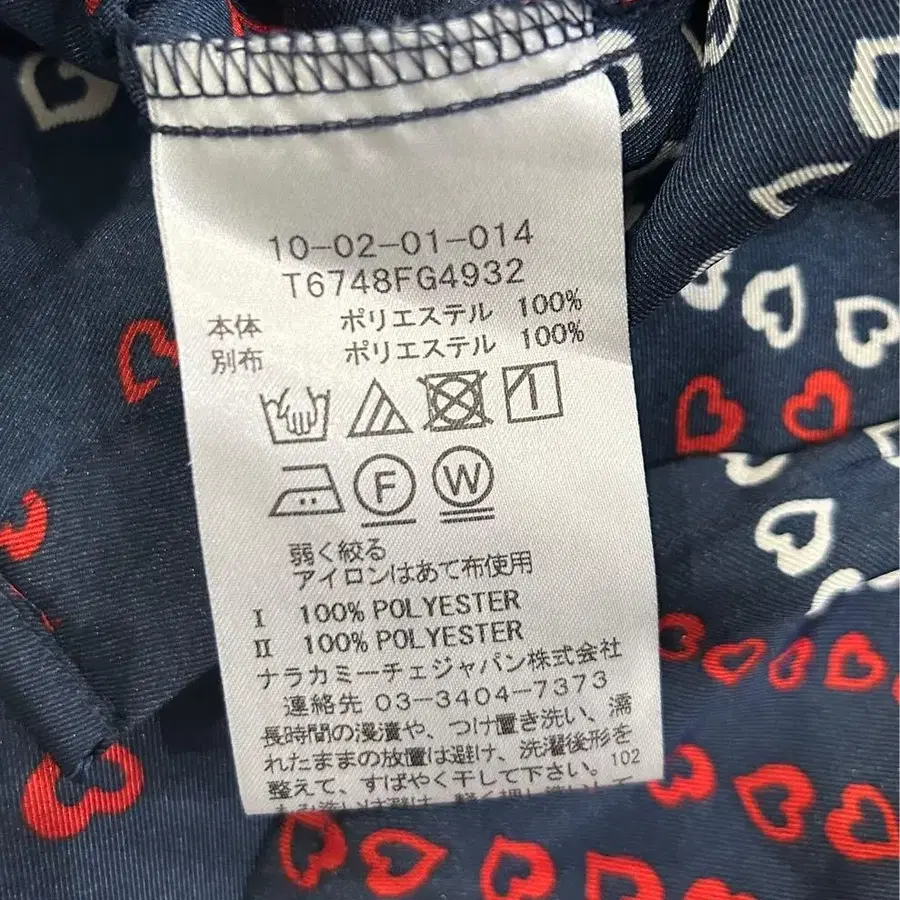 10-02-01-014
T6748FG4932
本体 ポリエステル 100%
別布 ポリエステル 100%
F W
弱く絞る
アイロンはあて布使用
I 100% POLYESTER
II 100% POLYESTER
ナラカミーチェジャパン株式会社
連絡先 03-3404-7373
長時間の浸漬や、つけ置き洗い、濡
れたままの放置は避け、洗濯後形を
整えて、すばやく干して下さい。 102